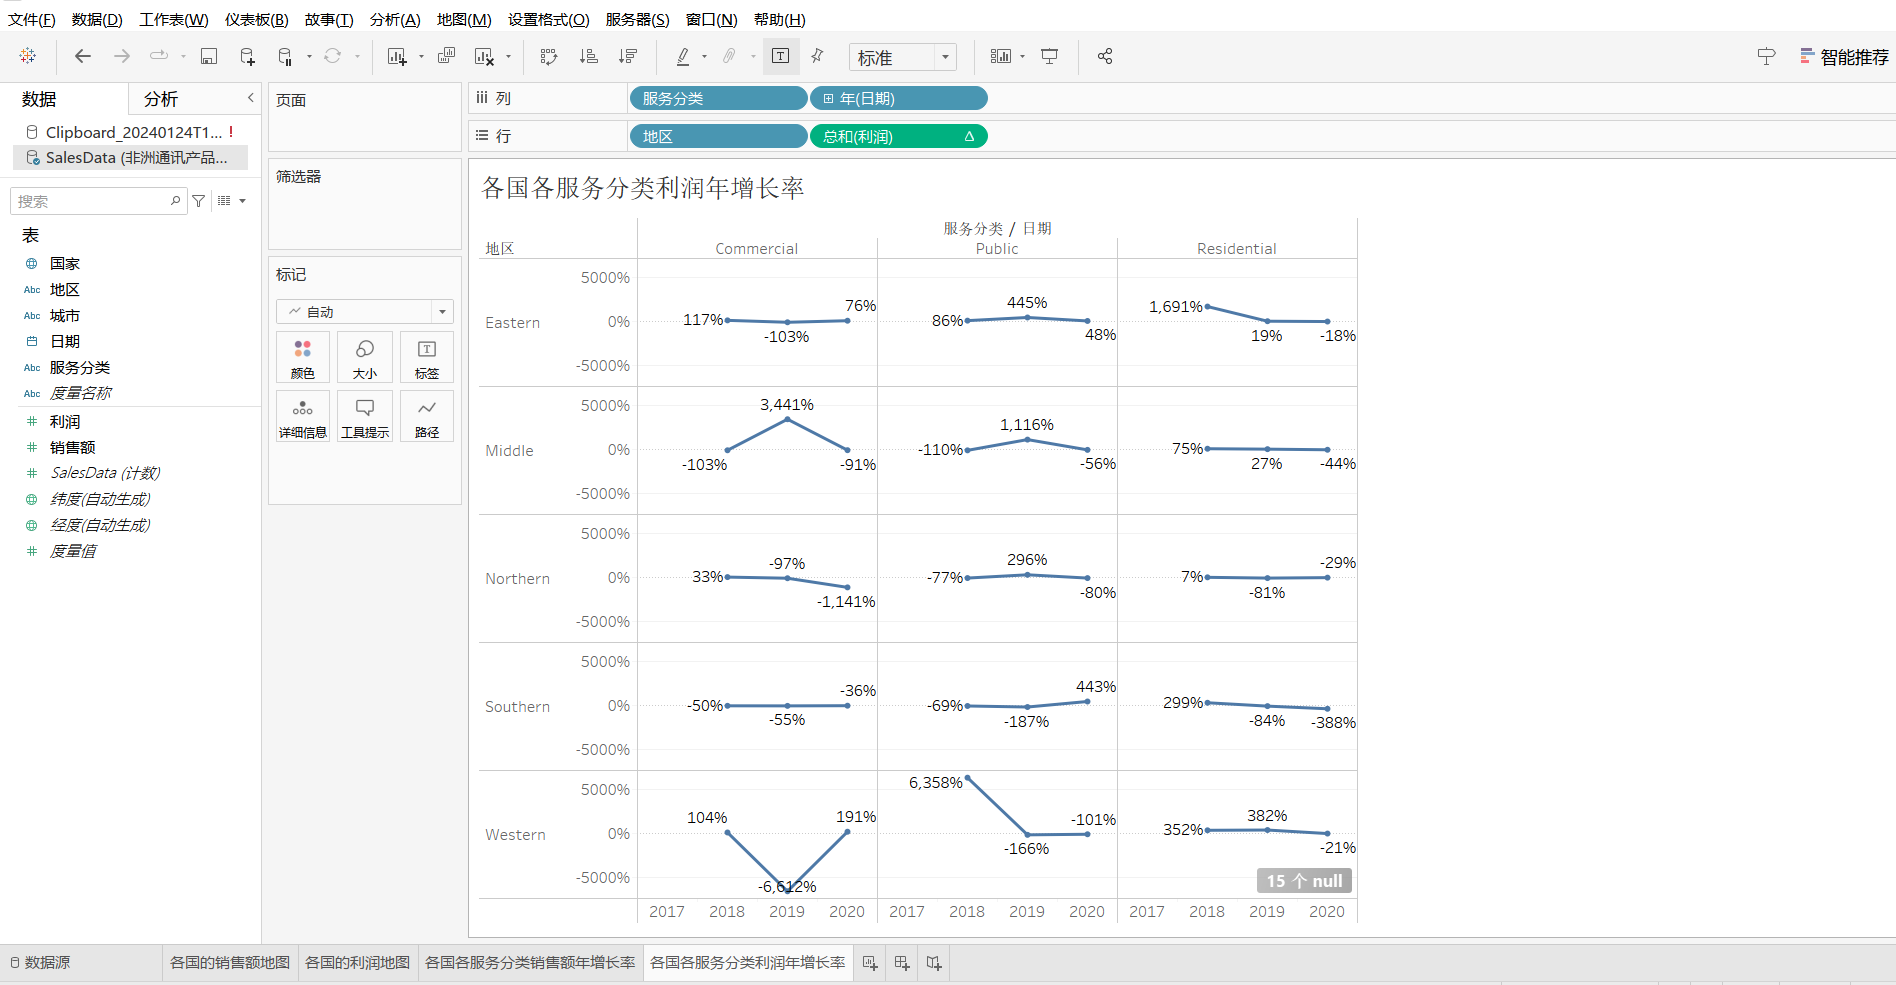 文件(F) 数据(D) 工作表(W) 仪表板(B) 故事(T) 分析(A) 地图(M) 设置格式(O) 服务器(S) 窗口(N) 帮助(H)
标准
智能推荐
数据 分析
Clipboard_20240124T1... !
SalesData (非洲通讯产品...
搜索
表
国家
Abc 地区
Abc 城市
日期
Abc 服务分类
Abc 度量名称
利润
销售额
SalesData (计数)
纬度(自动生成)
经度(自动生成)
度量值
页面
筛选器
标记
自动
颜色 大小 标签
详细信息 工具提示 路径
列 服务分类 年(日期)
行 地区 总和(利润) Δ
各国各服务分类利润年增长率
服务分类 / 日期
地区 Commercial Public Residential
Eastern
5000%
0%
-5000%
117% -103% 76%
86% 445% 48%
1,691% 19% -18%
Middle
5000%
0%
-5000%
-103% 3,441% -91%
-110% 1,116% -56%
75% 27% -44%
Northern
5000%
0%
-5000%
33% -97% -1,141%
-77% 296% -80%
7% -81% -29%
Southern
5000%
0%
-5000%
-50% -55% -36%
-69% -187% 443%
299% -84% -388%
Western
5000%
0%
-5000%
104% -6,612% 191%
6,358% -166% -101%
352% 382% -21%
15 个 null
2017 2018 2019 2020 2017 2018 2019 2020 2017 2018 2019 2020
数据源 各国的销售额地图 各国的利润地图 各国各服务分类销售额年增长率 各国各服务分类利润年增长率